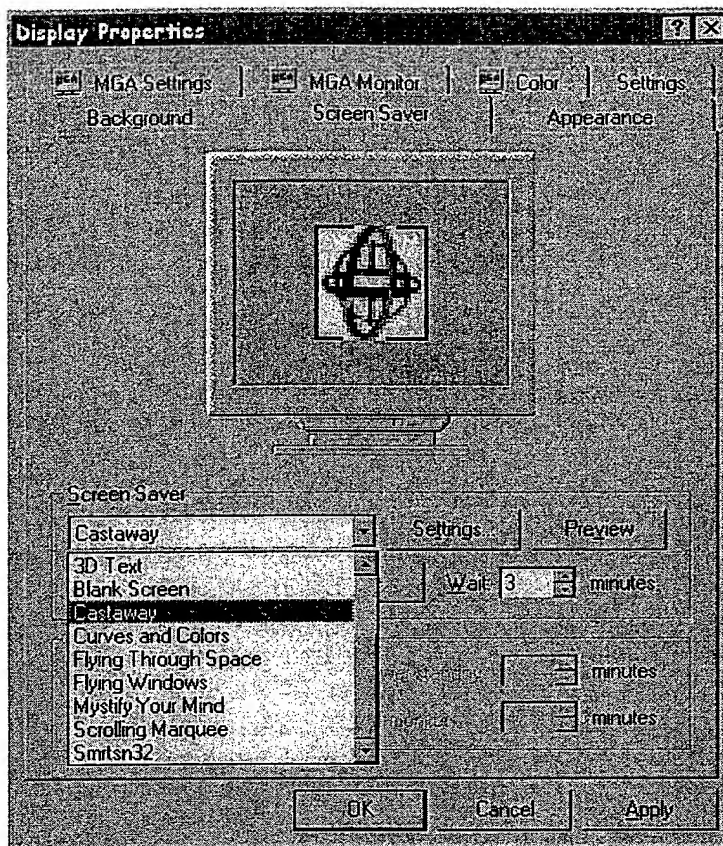 Display Properties
MGA Settings MGA Monitor Color Settings
Background Screen Saver Appearance
Screen Saver
Castaway Settings Preview
3D Text
Blank Screen Wait: 3 minutes
Castaway
Curves and Colors
Flying Through Space
Flying Windows minutes
Mystify Your Mind
Scrolling Marquee minutes
Smrtsn32
OK Cancel Apply